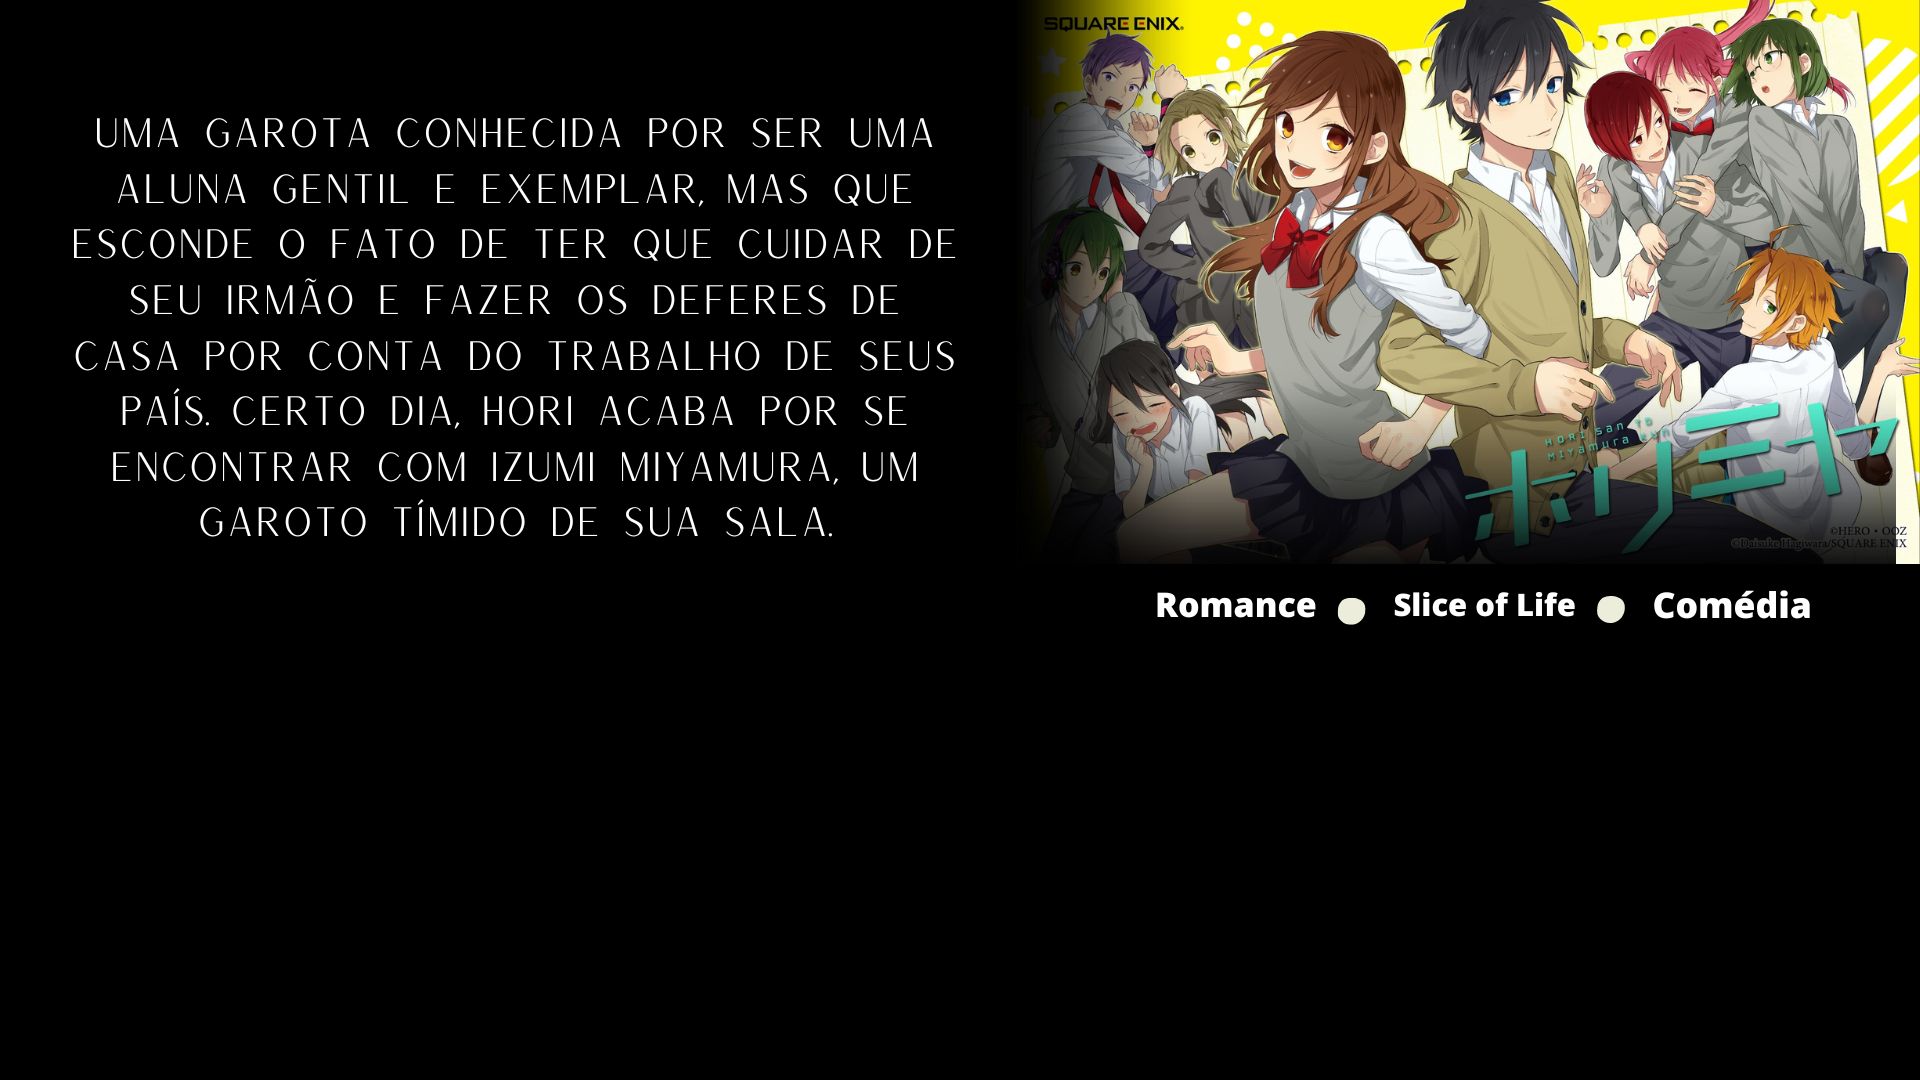 UMA GAROTA CONHECIDA POR SER UMA
ALUNA GENTIL E EXEMPLAR, MAS QUE
ESCONDE O FATO DE TER QUE CUIDAR DE
SEU IRMÃO E FAZER OS DEFERES DE
CASA POR CONTA DO TRABALHO DE SEUS
PAÍS. CERTO DIA, HORI ACABA POR SE
ENCONTRAR COM IZUMI MIYAMURA, UM
GAROTO TÍMIDO DE SUA SALA.
SQUARE ENIX.
HORI san TO
MIYamura kun
ホリミヤ
©HERO・OOZ
©Daisuke Hagiwara/SQUARE ENIX
Romance Slice of Life Comédia